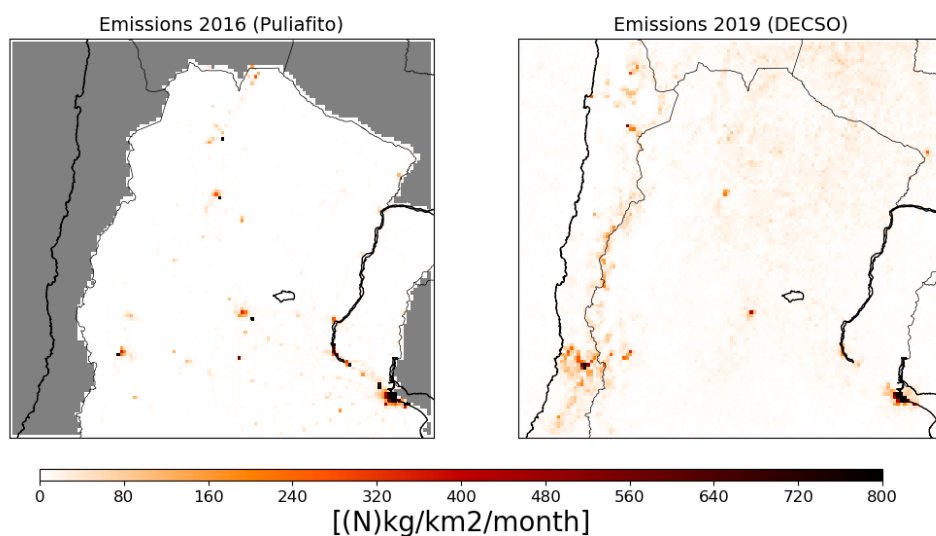 Emissions 2016 (Puliafito)
Emissions 2019 (DECSO)
0 80 160 240 320 400 480 560 640 720 800
[(N)kg/km2/month]